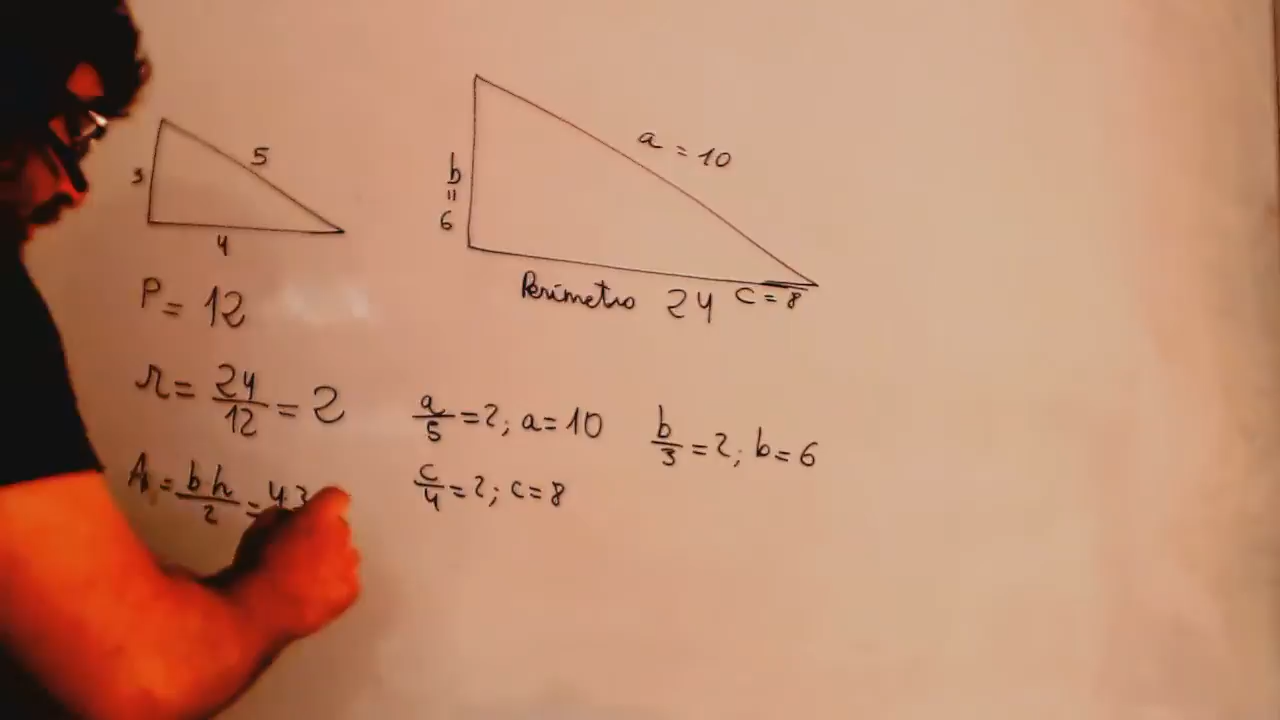 3
5
4
a = 10
b = 6
Perímetro 24
c = 8
P = 12
r = 24/12 = 2
a/5 = 2; a = 10
b/3 = 2; b = 6
c/4 = 2; c = 8
A = b.h/2 = 4.3